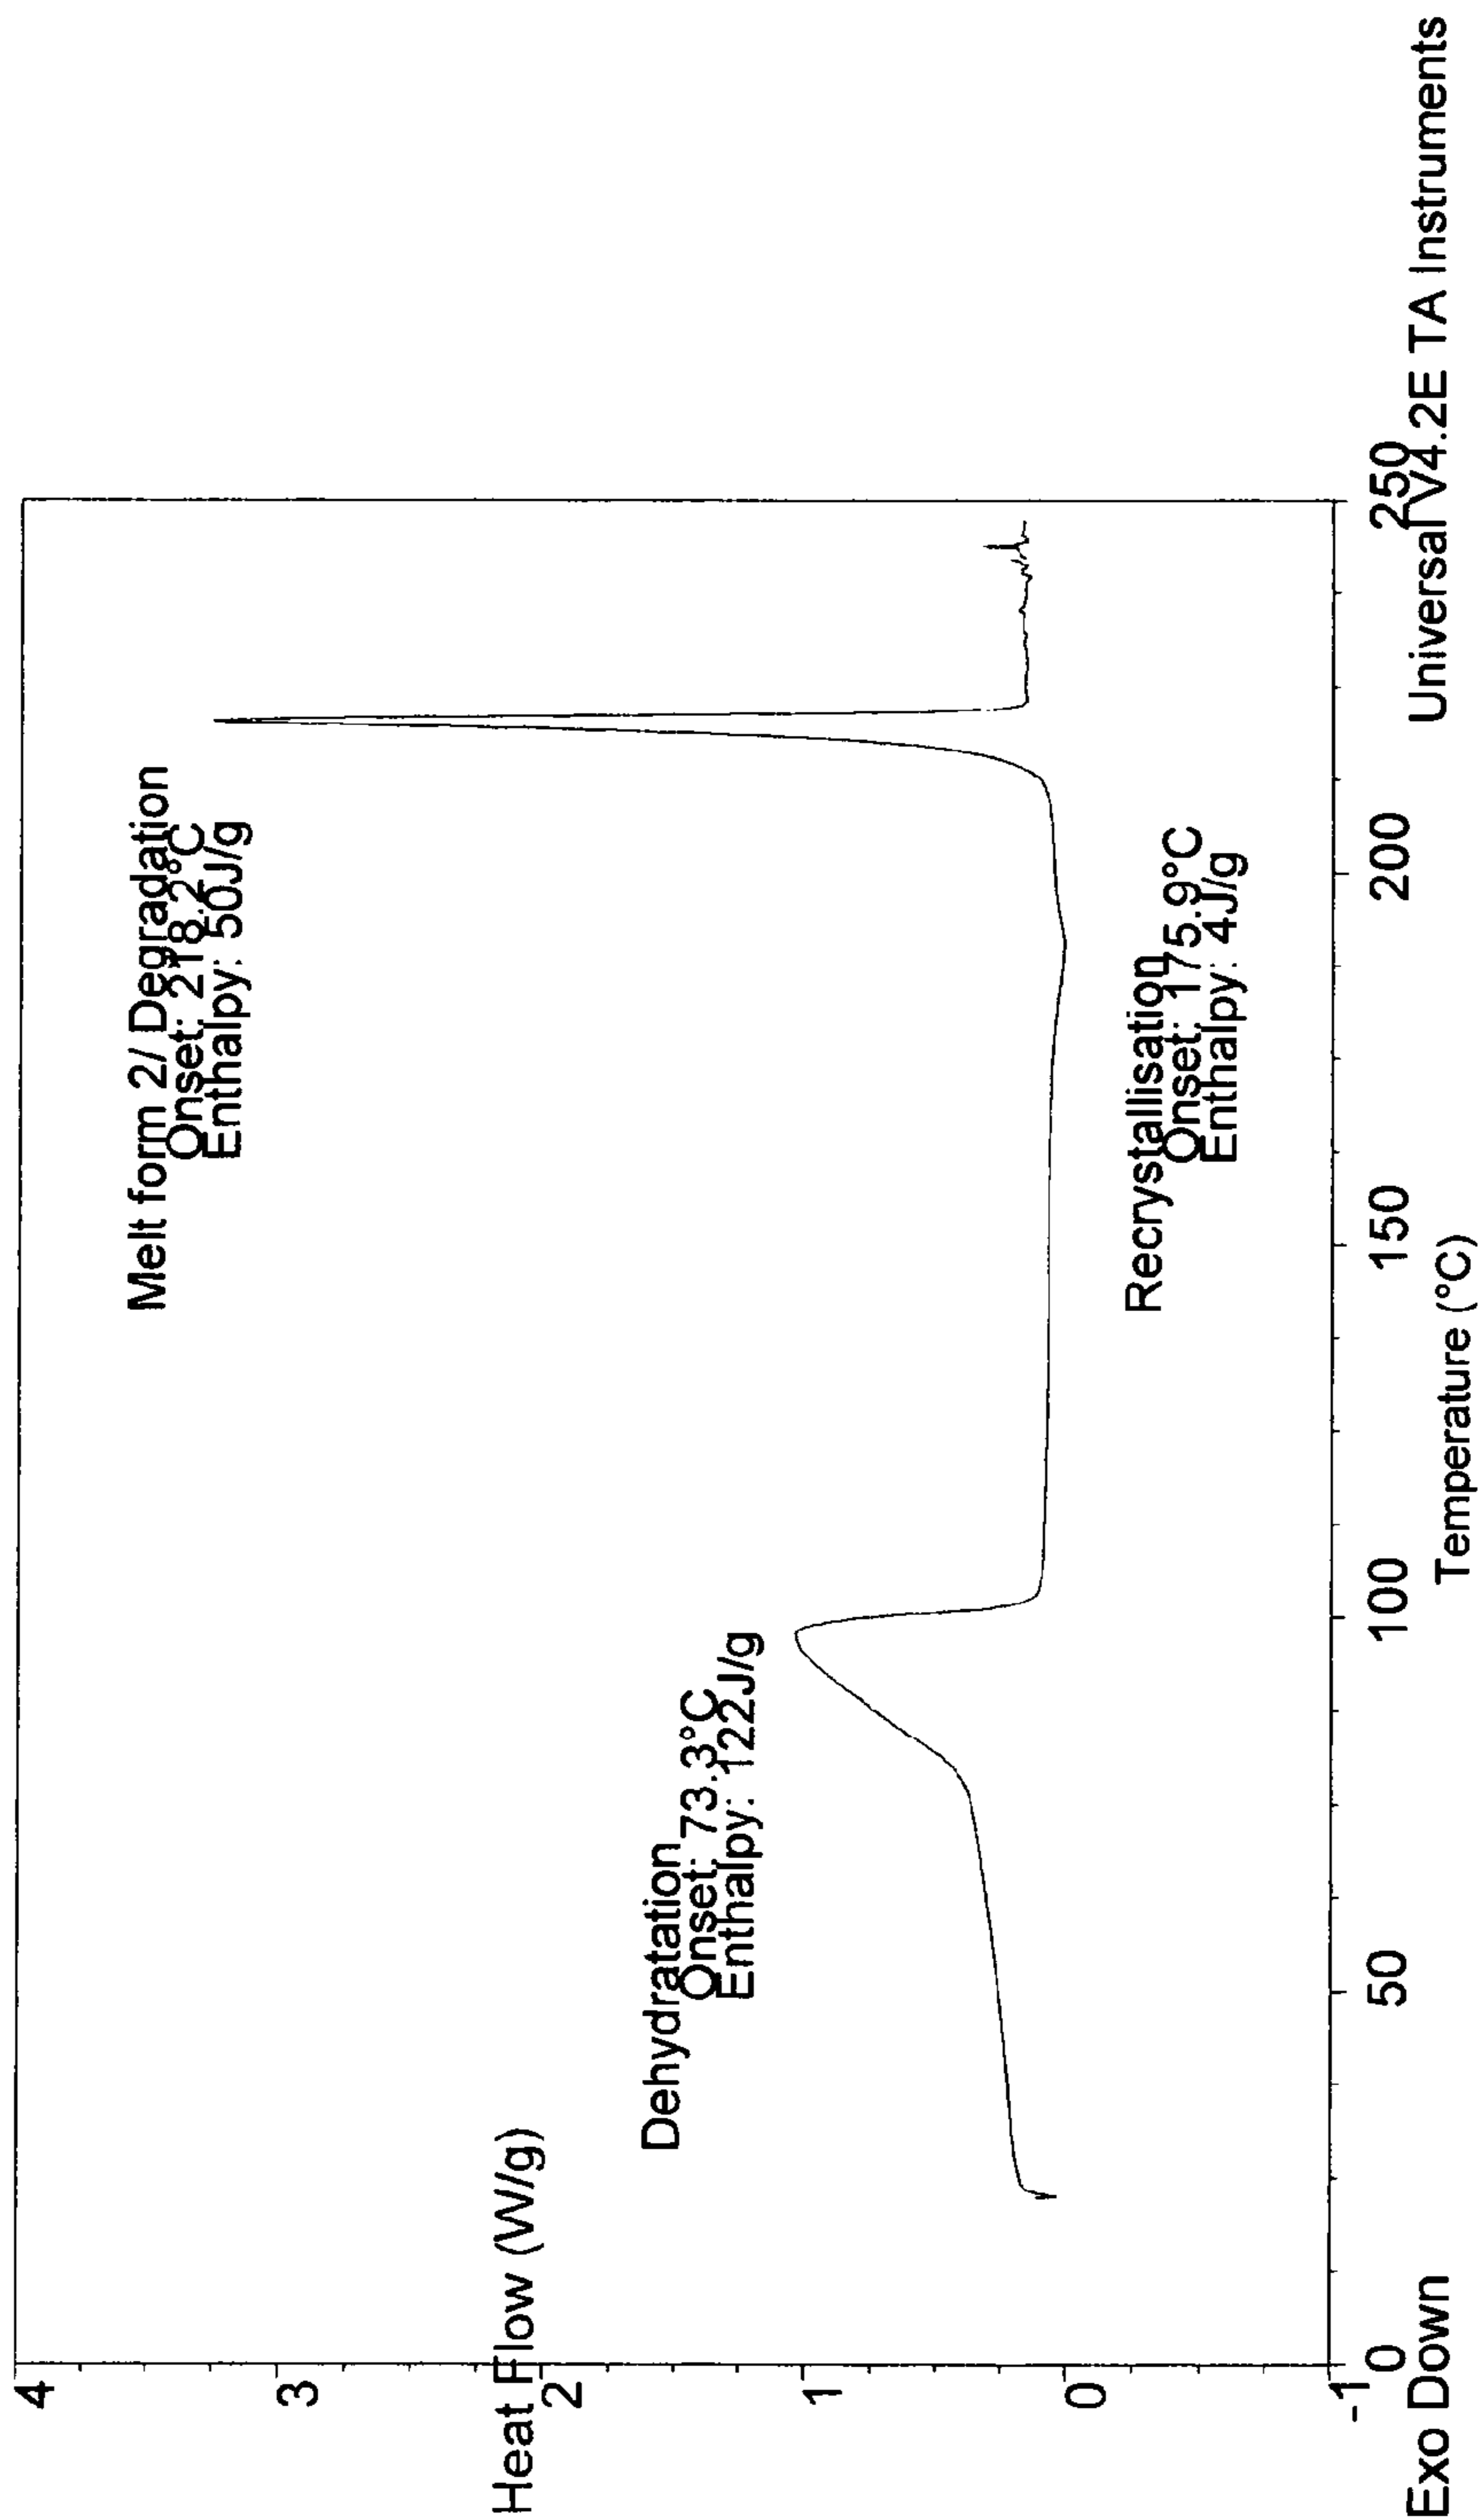 4
Melt form 2/ Degradation
Onset: 218.2°C
Enthalpy: 50J/g
3
Heat Flow (W/g)
2
Dehydratation
Onset: 73.3°C
Enthalpy: 122J/g
1
0
Recrystallisation
Onset: 175.9°C
Enthalpy: 4J/g
-1
0 50 100 150 200 250
Exo Down Temperature (°C) Universal V4.2E TA Instruments